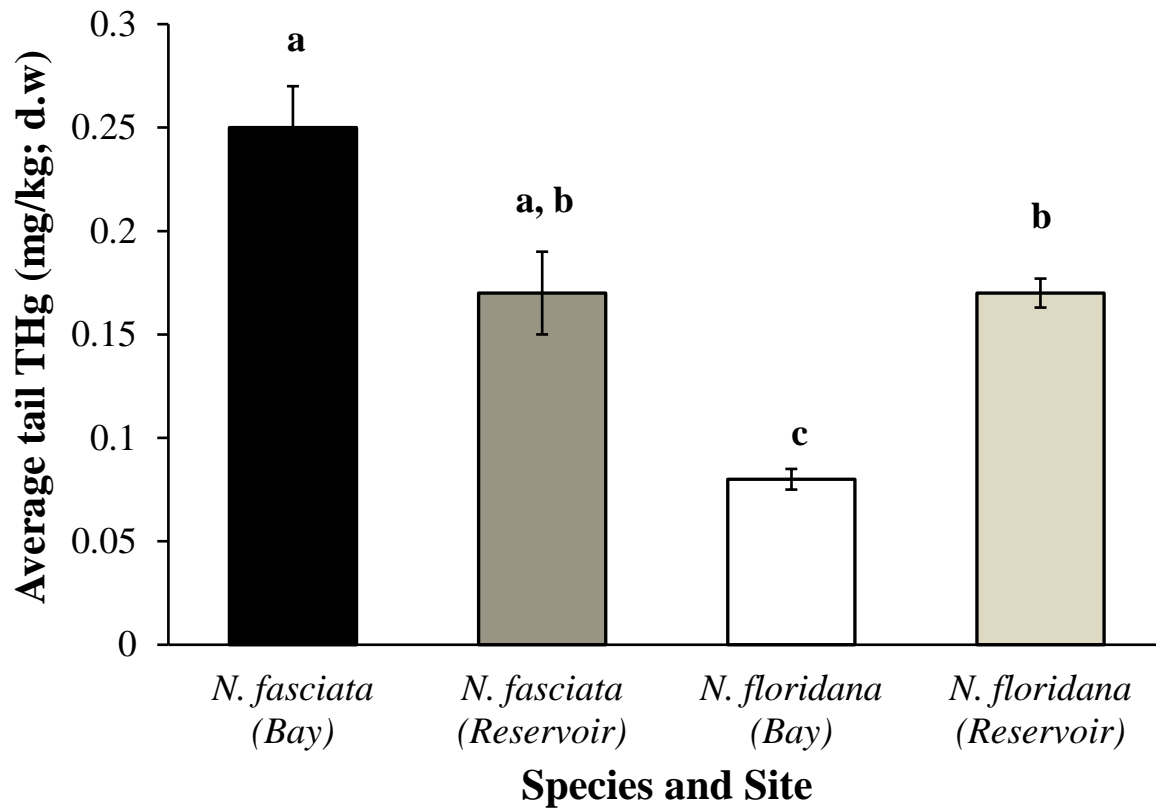 Average tail THg (mg/kg; d.w)
0.3
0.25
0.2
0.15
0.1
0.05
0
a
a, b
c
b
N. fasciata
(Bay)
N. fasciata
(Reservoir)
N. floridana
(Bay)
N. floridana
(Reservoir)
Species and Site